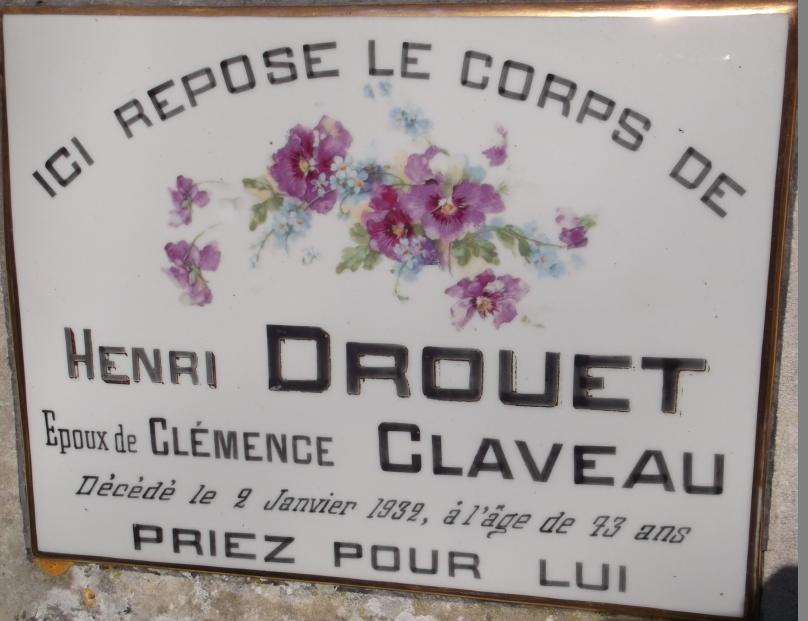 ICI REPOSE LE CORPS DE
HENRI DROUET
Epoux de CLÉMENCE CLAVEAU
Décédé le 2 Janvier 1932, à l'âge de 73 ans
PRIEZ POUR LUI